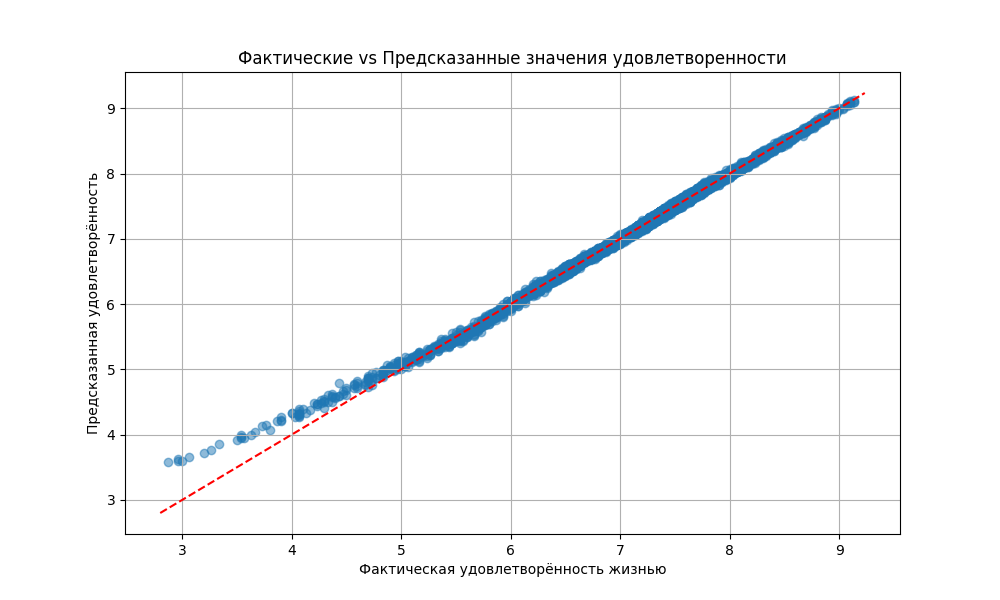 Фактические vs Предсказанные значения удовлетворенности
Предсказанная удовлетворённость
9
8
7
6
5
4
3
3 4 5 6 7 8 9
Фактическая удовлетворённость жизнью